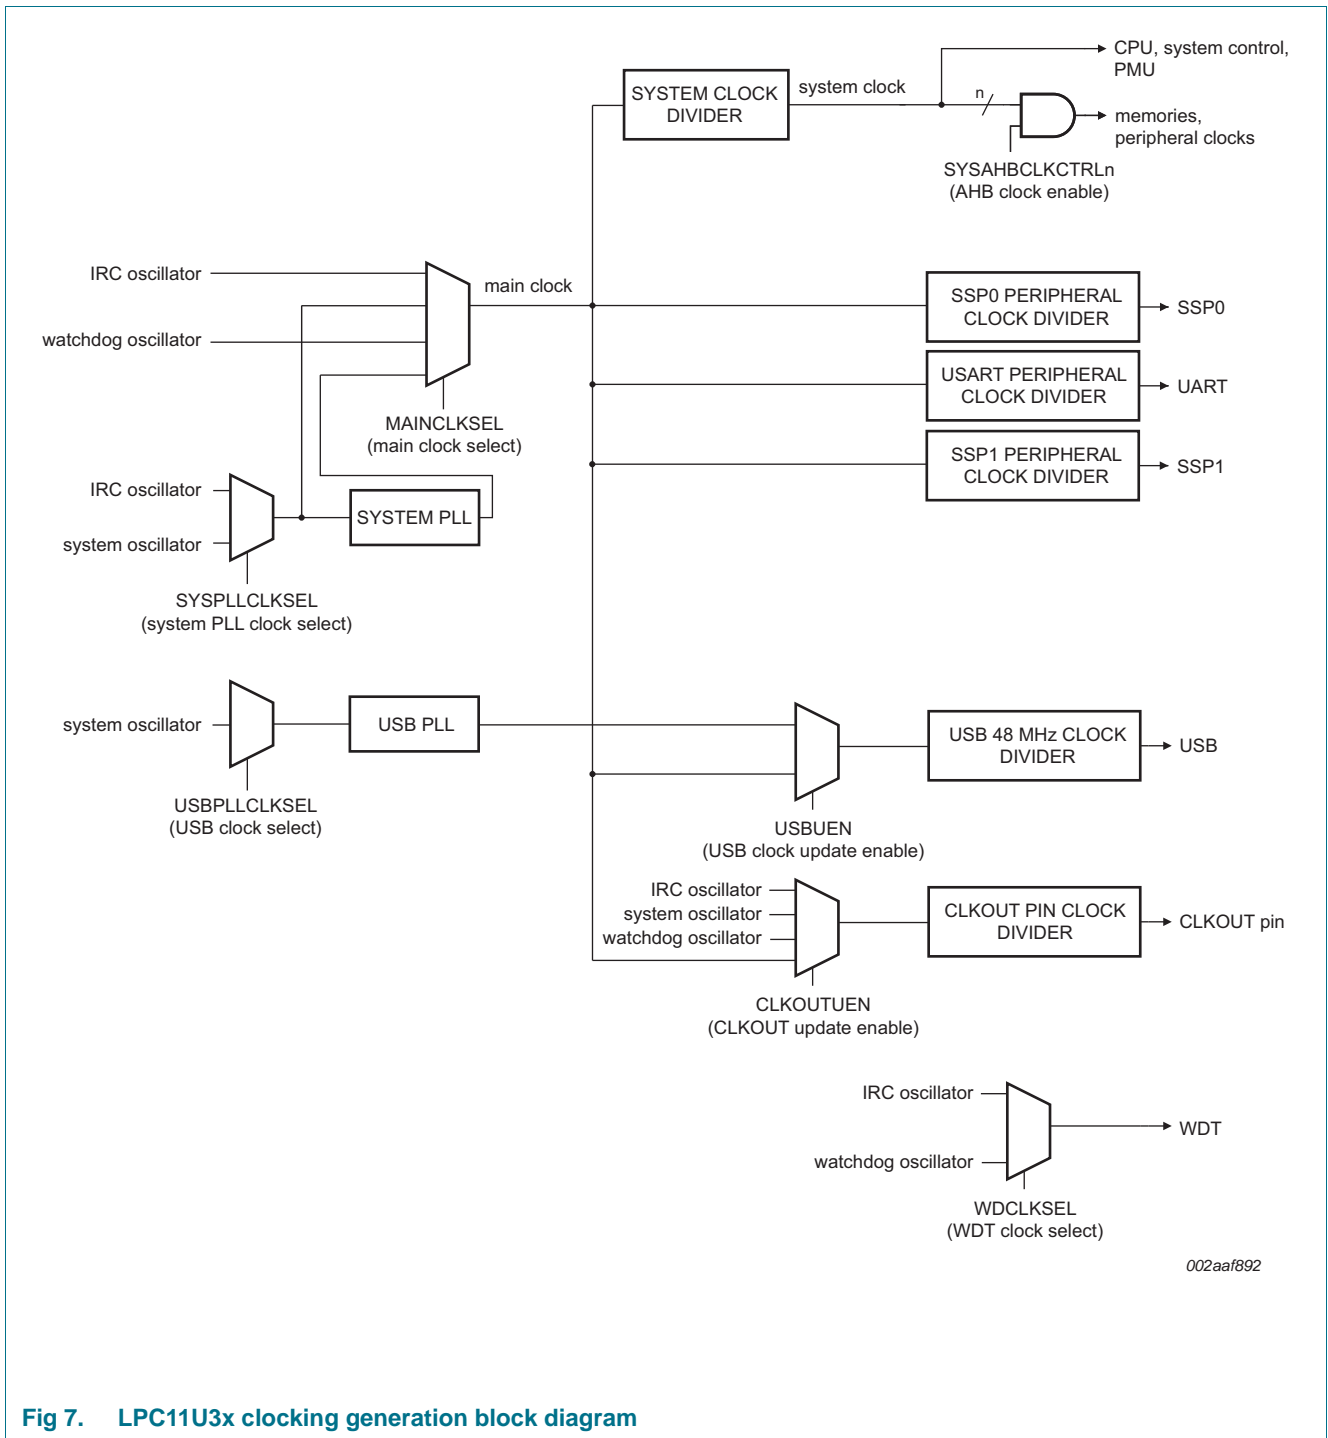 CPU, system control,
PMU
SYSTEM CLOCK
DIVIDER
system clock
n
memories,
peripheral clocks
SYSAHBCLKCTRLn
(AHB clock enable)
IRC oscillator
main clock
watchdog oscillator
MAINCLKSEL
(main clock select)
SSP0 PERIPHERAL
CLOCK DIVIDER
SSP0
USART PERIPHERAL
CLOCK DIVIDER
UART
SSP1 PERIPHERAL
CLOCK DIVIDER
SSP1
IRC oscillator
system oscillator
SYSTEM PLL
SYSPLLCLKSEL
(system PLL clock select)
system oscillator
USB PLL
USBPLLCLKSEL
(USB clock select)
USB 48 MHz CLOCK
DIVIDER
USB
USBUEN
(USB clock update enable)
IRC oscillator
system oscillator
watchdog oscillator
CLKOUT PIN CLOCK
DIVIDER
CLKOUT pin
CLKOUTUEN
(CLKOUT update enable)
IRC oscillator
watchdog oscillator
WDT
WDCLKSEL
(WDT clock select)
002aaf892
Fig 7. LPC11U3x clocking generation block diagram